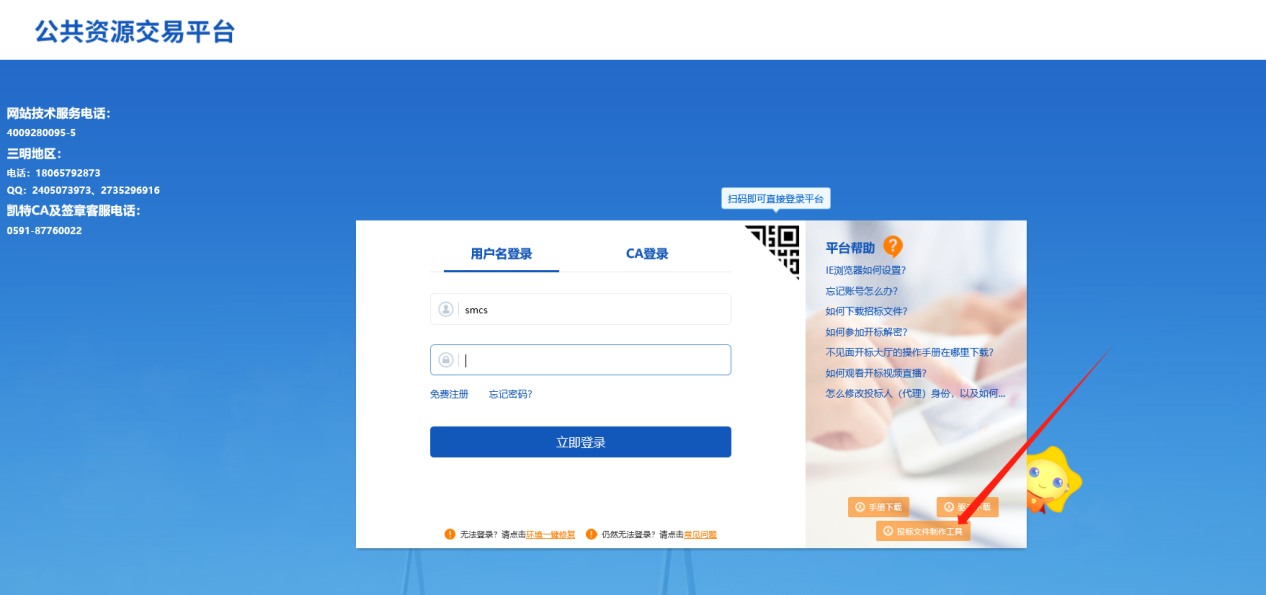 公共资源交易平台
网站技术服务电话：
4009280095-5
三明地区：
电话：18065792873
QQ：2405073973、2735296916
凯特CA及签章客服电话：
0591-87760022
扫码即可直接登录平台
用户名登录 CA登录
smcs
免费注册 忘记密码?
立即登录
无法登录？请点击环境一键修复 仍然无法登录？请点击常见问题
平台帮助
IE浏览器如何设置?
忘记账号怎么办?
如何下载招标文件?
如何参加开标解密?
不见面开标大厅的操作手册在哪里下载?
如何观看开标视频直播?
怎么修改投标人（代理）身份，以及如何...
手册下载
投标文件制作工具